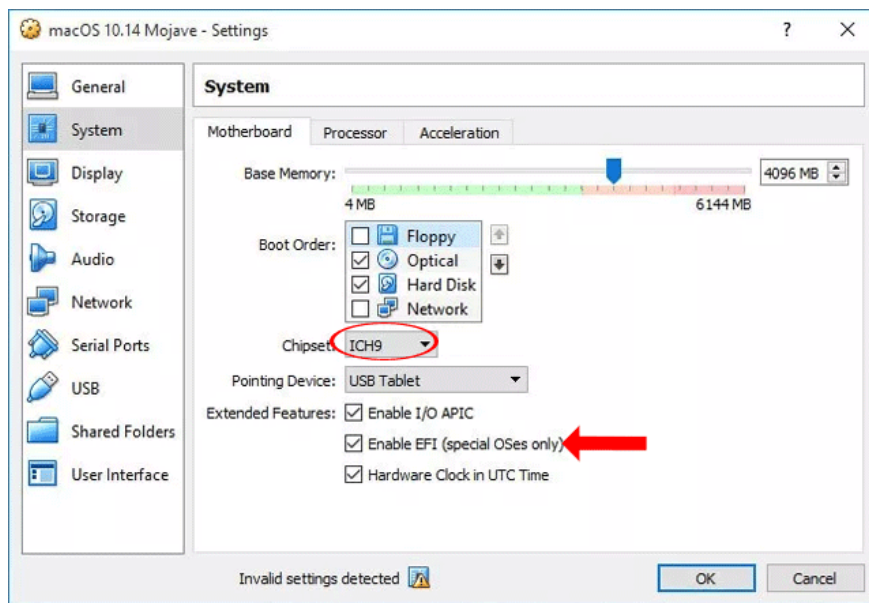 macOS 10.14 Mojave - Settings
?
General
System
Display
Storage
Audio
Network
Serial Ports
USB
Shared Folders
User Interface
System
Motherboard Processor Acceleration
Base Memory: 4096 MB
4 MB 6144 MB
Boot Order: Floppy
Optical
Hard Disk
Network
Chipset: ICH9
Pointing Device: USB Tablet
Extended Features: Enable I/O APIC
Enable EFI (special OSes only)
Hardware Clock in UTC Time
Invalid settings detected OK Cancel